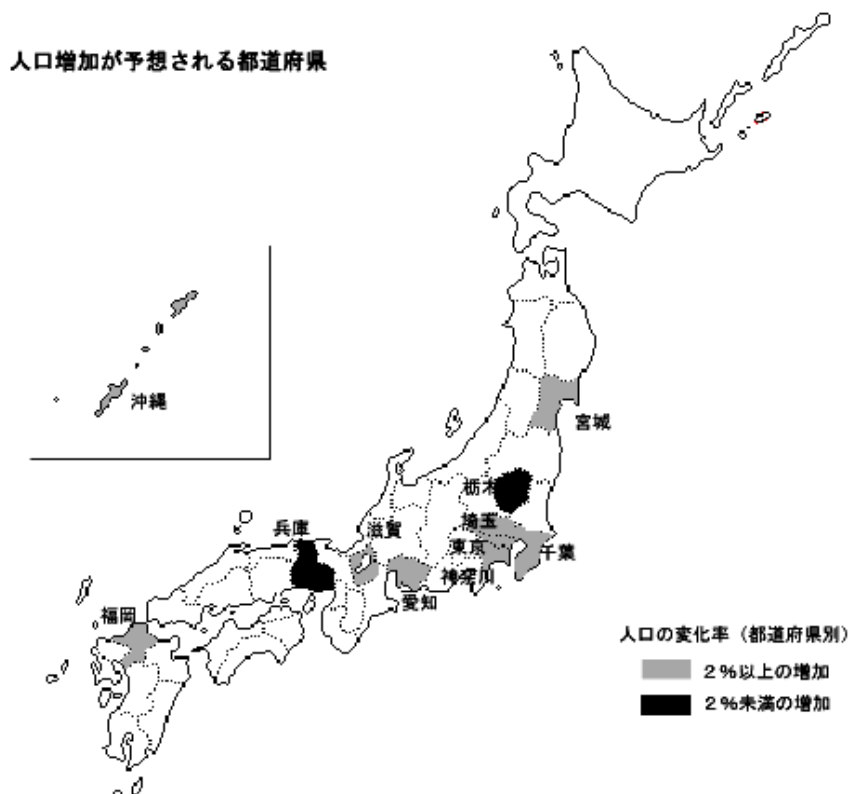 人口増加が予想される都道府県
沖縄
宮城
栃木
埼玉
兵庫
滋賀
東京
千葉
神奈川
愛知
福岡
人口の変化率（都道府県別）
２％以上の増加
２％未満の増加